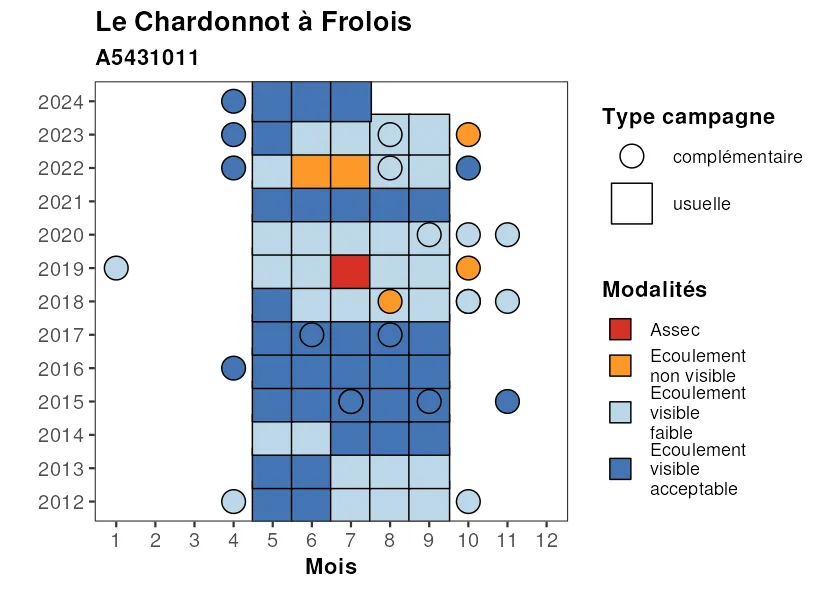 Le Chardonnot à Frolois
A5431011
2024
2023
2022
2021
2020
2019
2018
2017
2016
2015
2014
2013
2012
1 2 3 4 5 6 7 8 9 10 11 12
Mois
Type campagne
complémentaire
usuelle
Modalités
Assec
Ecoulement
non visible
Ecoulement
visible
faible
Ecoulement
visible
acceptable